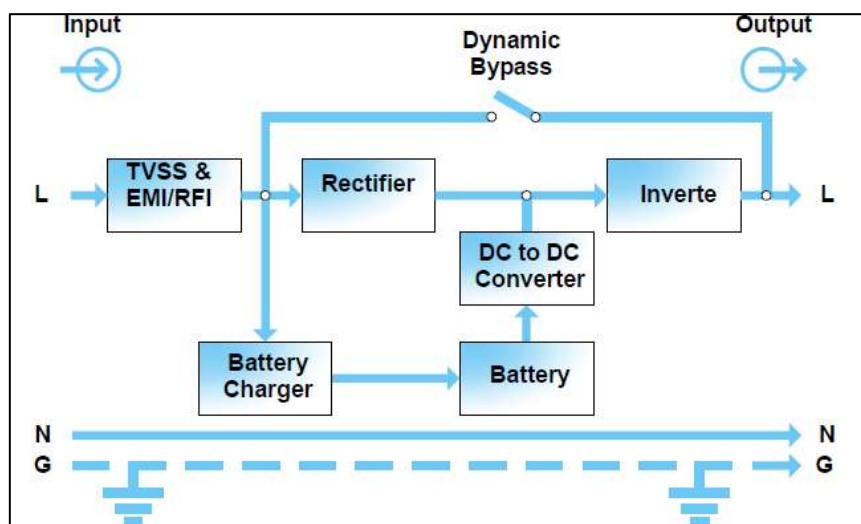 Input
Output
Dynamic
Bypass
L
TVSS &
EMI/RFI
Rectifier
Inverte
L
DC to DC
Converter
Battery
Charger
Battery
N
N
G
G